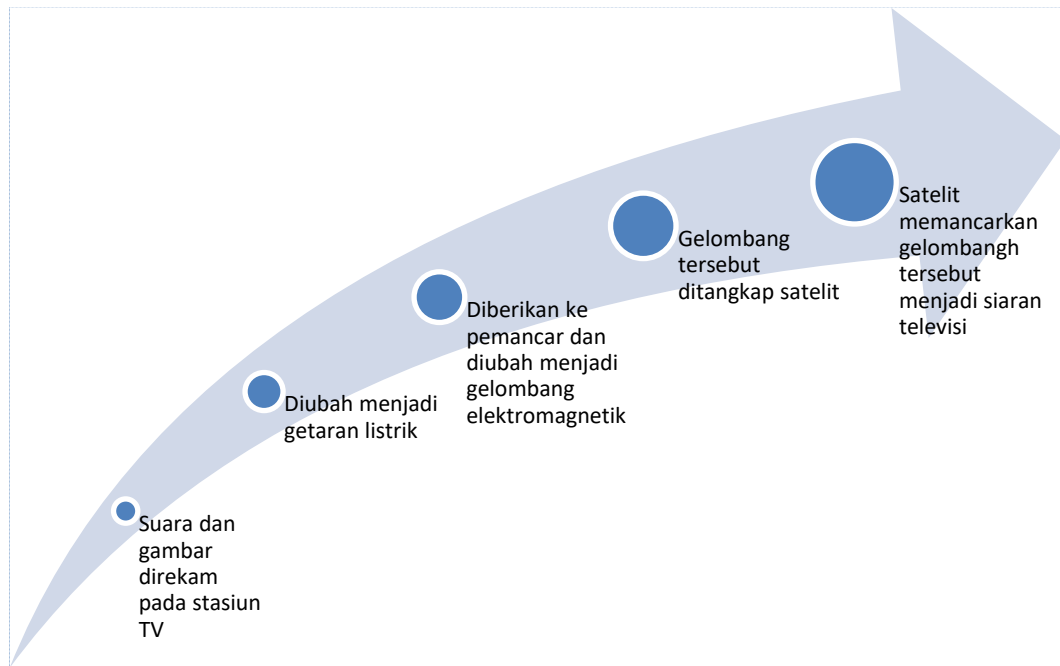 Suara dan
gambar
direkam
pada stasiun
TV
Diubah menjadi
getaran listrik
Diberikan ke
pemancar dan
diubah menjadi
gelombang
elektromagnetik
Gelombang
tersebut
ditangkap satelit
Satelit
memancarkan
gelombangh
tersebut
menjadi siaran
televisi